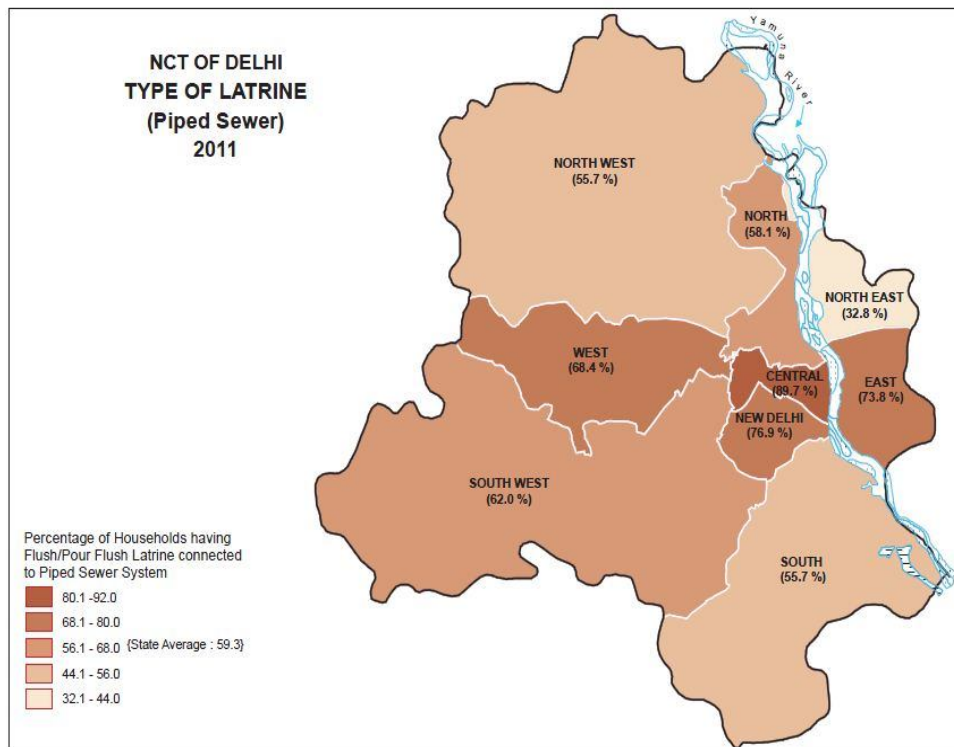 NCT OF DELHI
TYPE OF LATRINE
(Piped Sewer)
2011
Yamuna River
NORTH WEST
(55.7 %)
NORTH
(58.1 %)
NORTH EAST
(32.8 %)
WEST
(68.4 %)
CENTRAL
(89.7 %)
EAST
(73.8 %)
NEW DELHI
(76.9 %)
SOUTH WEST
(62.0 %)
SOUTH
(55.7 %)
Percentage of Households having
Flush/Pour Flush Latrine connected
to Piped Sewer System
80.1 -92.0
68.1 - 80.0
56.1 - 68.0 {State Average : 59.3}
44.1 - 56.0
32.1 - 44.0